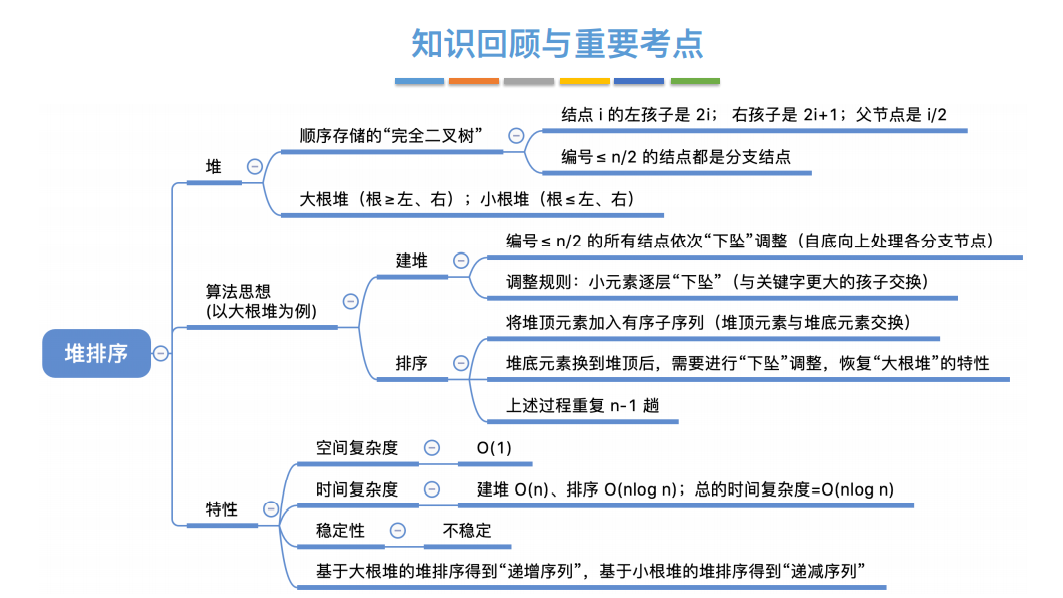 知识回顾与重要考点
堆排序
堆
顺序存储的“完全二叉树”
结点 i 的左孩子是 2i； 右孩子是 2i+1；父节点是 i/2
编号≤ n/2 的结点都是分支结点
大根堆（根≥左、右）；小根堆（根≤左、右）
算法思想
(以大根堆为例)
建堆
编号≤ n/2 的所有结点依次“下坠”调整（自底向上处理各分支节点）
调整规则：小元素逐层“下坠”（与关键字更大的孩子交换）
排序
将堆顶元素加入有序子序列（堆顶元素与堆底元素交换）
堆底元素换到堆顶后，需要进行“下坠”调整，恢复“大根堆”的特性
上述过程重复 n-1 趟
特性
空间复杂度
O(1)
时间复杂度
建堆 O(n)、排序 O(nlog n)；总的时间复杂度=O(nlog n)
稳定性
不稳定
基于大根堆的堆排序得到“递增序列”，基于小根堆的堆排序得到“递减序列”